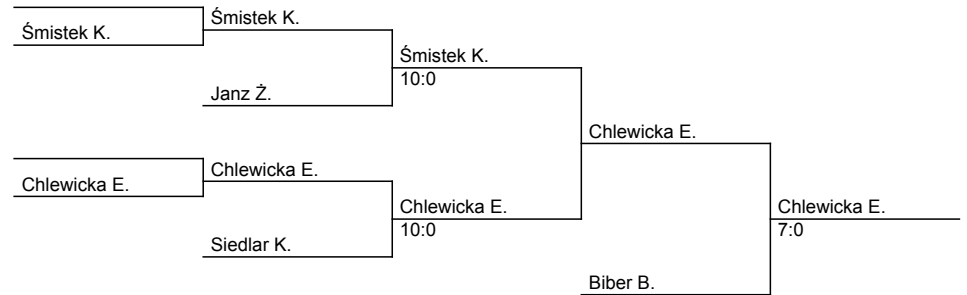 Śmistek K.
Śmistek K.
Śmistek K.
10:0
Janz Ż.
Chlewicka E.
Chlewicka E.
Chlewicka E.
Chlewicka E.
10:0
Chlewicka E.
7:0
Siedlar K.
Biber B.